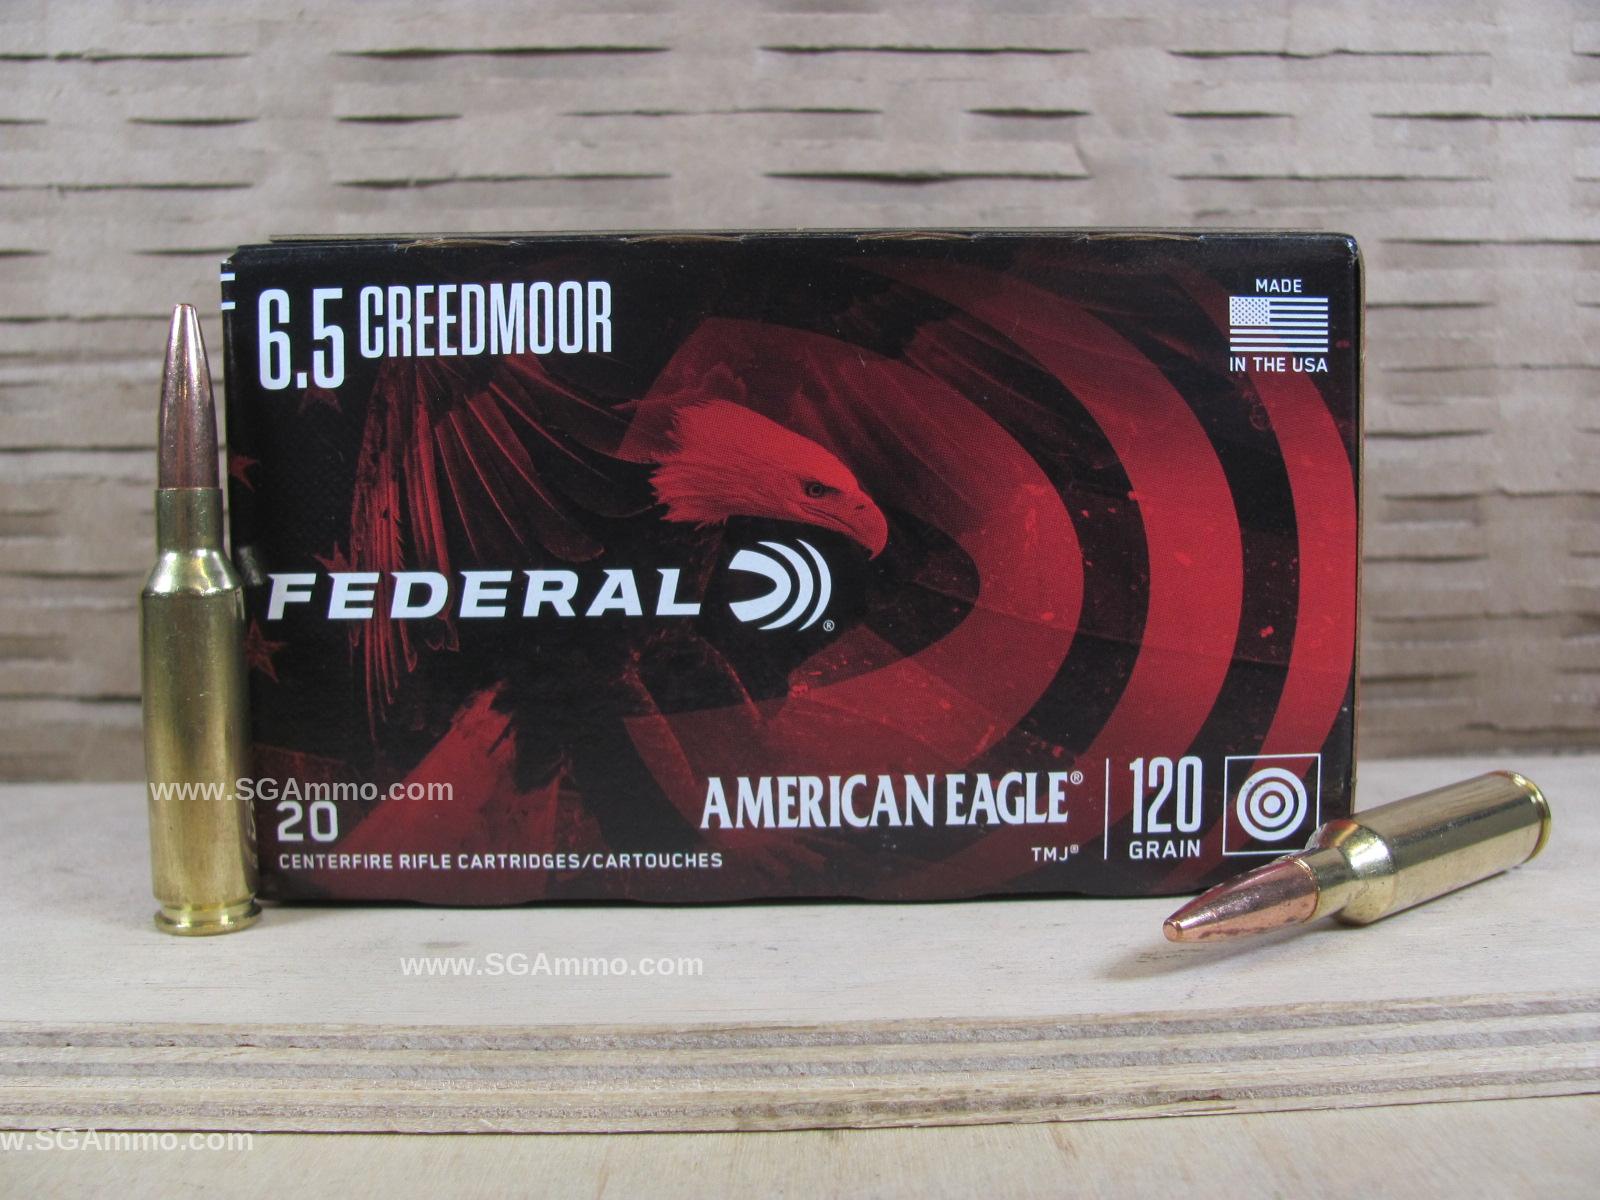 6.5 CREEDMOOR
MADE
IN THE USA
FEDERAL®
AMERICAN EAGLE®
TMJ®
120
GRAIN
20
CENTERFIRE RIFLE CARTRIDGES/CARTOUCHES
www.SGAmmo.com
www.SGAmmo.com
w.SGAmmo.com